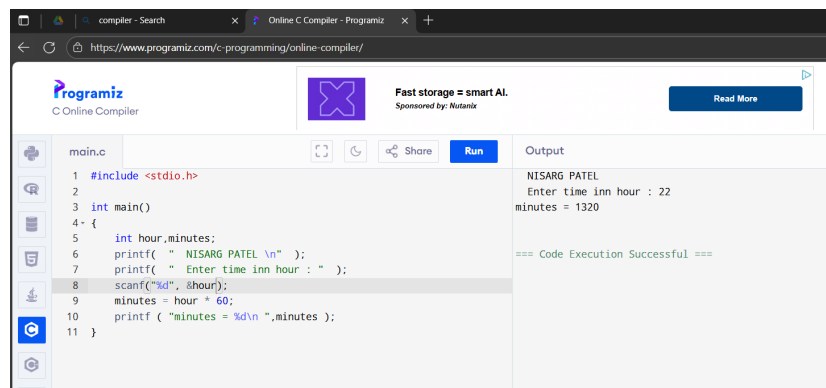 compiler - Search
Online C Compiler - Programiz
https://www.programiz.com/c-programming/online-compiler/
Programiz
C Online Compiler
Fast storage = smart AI.
Sponsored by: Nutanix
Read More
main.c
Share
Run
Output
1 #include <stdio.h>
2
3 int main()
4 {
5 int hour,minutes;
6 printf( " NISARG PATEL \n" );
7 printf( " Enter time inn hour : " );
8 scanf("%d", &hour);
9 minutes = hour * 60;
10 printf ( "minutes = %d\n ",minutes );
11 }
NISARG PATEL
Enter time inn hour : 22
minutes = 1320
=== Code Execution Successful ===